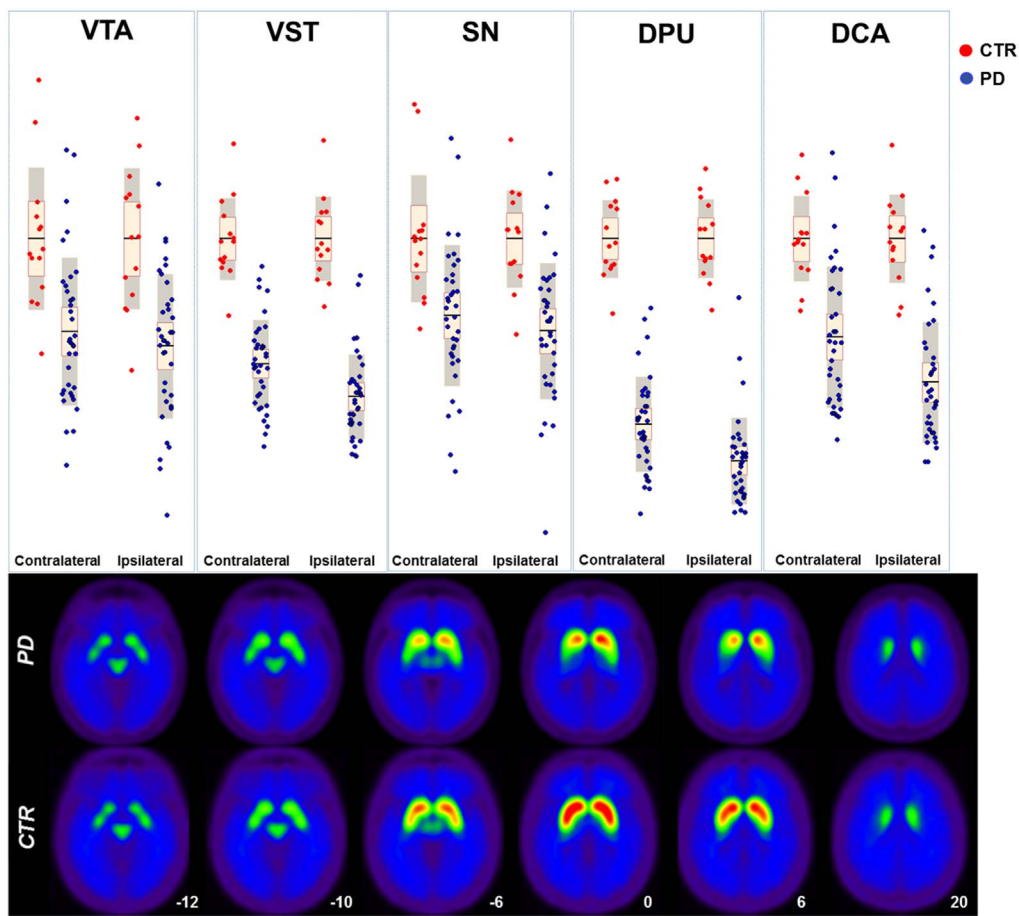 VTA VST SN DPU DCA
CTR
PD
Contralateral Ipsilateral Contralateral Ipsilateral Contralateral Ipsilateral Contralateral Ipsilateral Contralateral Ipsilateral
PD
CTR
-12 -10 -6 0 6 20